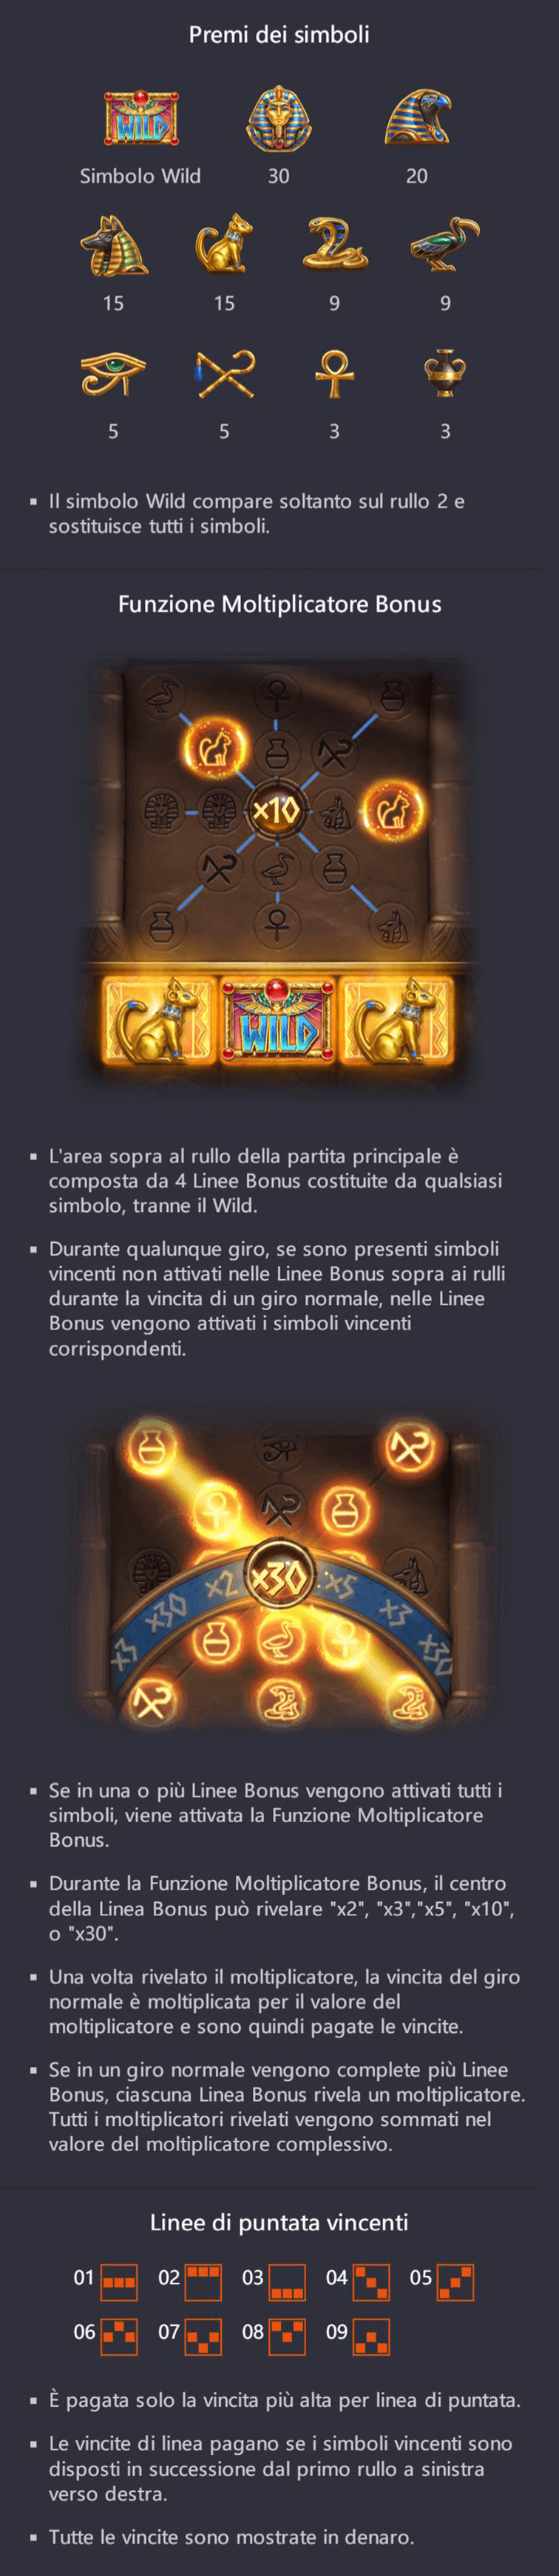 Premi dei simboli
WILD
Simbolo Wild 30 20
15 15 9 9
5 5 3 3
▪ Il simbolo Wild compare soltanto sul rullo 2 e
sostituisce tutti i simboli.
Funzione Moltiplicatore Bonus
x10
WILD
▪ L'area sopra al rullo della partita principale è
composta da 4 Linee Bonus costituite da qualsiasi
simbolo, tranne il Wild.
▪ Durante qualunque giro, se sono presenti simboli
vincenti non attivati nelle Linee Bonus sopra ai rulli
durante la vincita di un giro normale, nelle Linee
Bonus vengono attivati i simboli vincenti
corrispondenti.
x3 x30 x2 x30 x5 x3 x30
▪ Se in una o più Linee Bonus vengono attivati tutti i
simboli, viene attivata la Funzione Moltiplicatore
Bonus.
▪ Durante la Funzione Moltiplicatore Bonus, il centro
della Linea Bonus può rivelare "x2", "x3","x5", "x10",
o "x30".
▪ Una volta rivelato il moltiplicatore, la vincita del giro
normale è moltiplicata per il valore del
moltiplicatore e sono quindi pagate le vincite.
▪ Se in un giro normale vengono complete più Linee
Bonus, ciascuna Linea Bonus rivela un moltiplicatore.
Tutti i moltiplicatori rivelati vengono sommati nel
valore del moltiplicatore complessivo.
Linee di puntata vincenti
01 02 03 04 05
06 07 08 09
▪ È pagata solo la vincita più alta per linea di puntata.
▪ Le vincite di linea pagano se i simboli vincenti sono
disposti in successione dal primo rullo a sinistra
verso destra.
▪ Tutte le vincite sono mostrate in denaro.